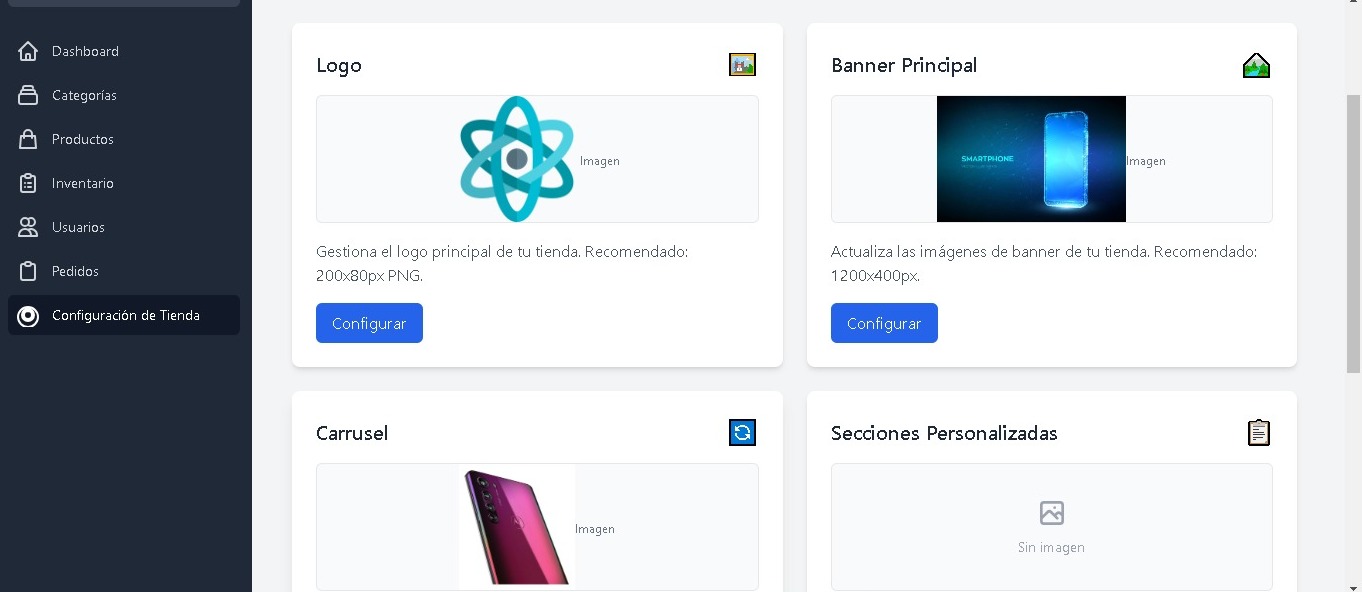 Dashboard
Categorías
Productos
Inventario
Usuarios
Pedidos
Configuración de Tienda
Logo
Imagen
Gestiona el logo principal de tu tienda. Recomendado:
200x80px PNG.
Configurar
Banner Principal
SMARTPHONE
Imagen
Actualiza las imágenes de banner de tu tienda. Recomendado:
1200x400px.
Configurar
Carrusel
Imagen
Secciones Personalizadas
Sin imagen